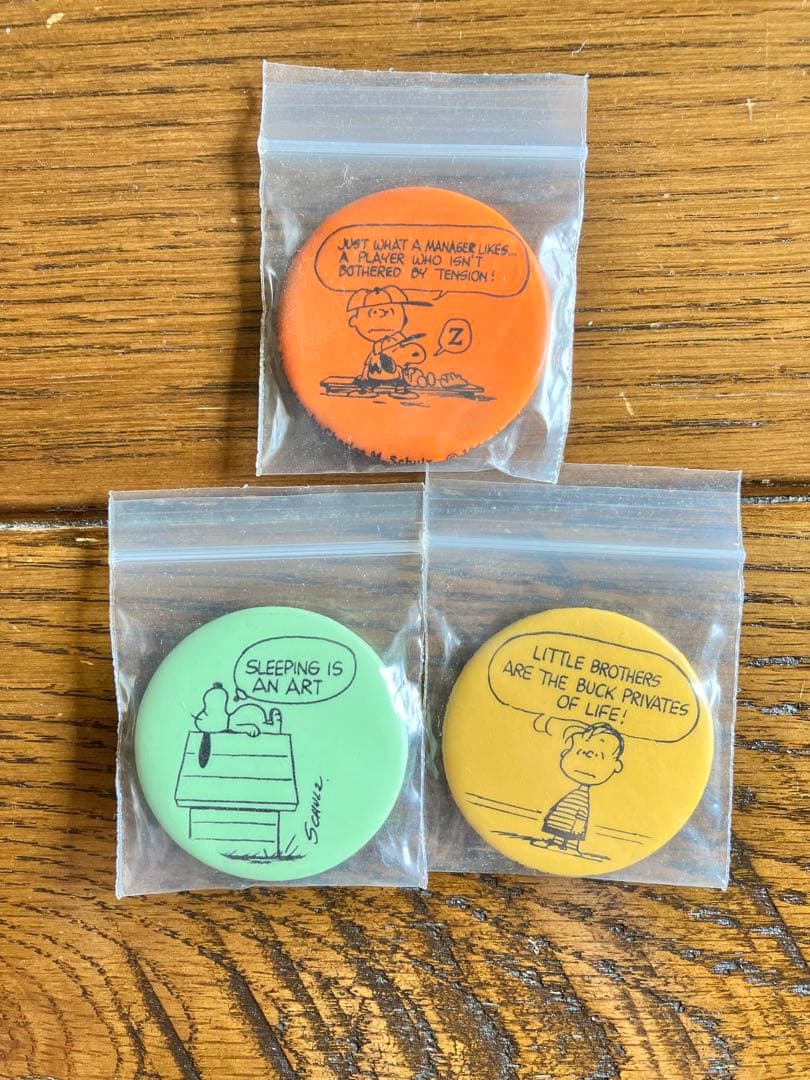 JUST WHAT A MANAGER LIKES...
A PLAYER WHO ISN'T
BOTHERED BY TENSION!
Z
M. Schulz ©
SLEEPING IS
AN ART
SCHULZ
LITTLE BROTHERS
ARE THE BUCK PRIVATES
OF LIFE!